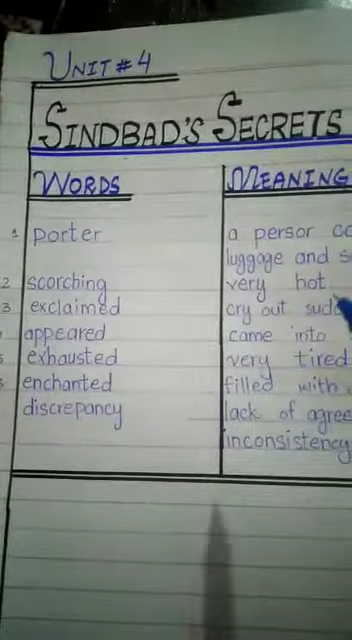 UNIT # 4
SINDBAD'S SECRETS
WORDS MEANING
1 porter a persor
luggage and
2 scorching very hot
3 exclaimed cry out
appeared came into
exhausted very tired
enchanted filled with
discrepancy lack of
inconsistency